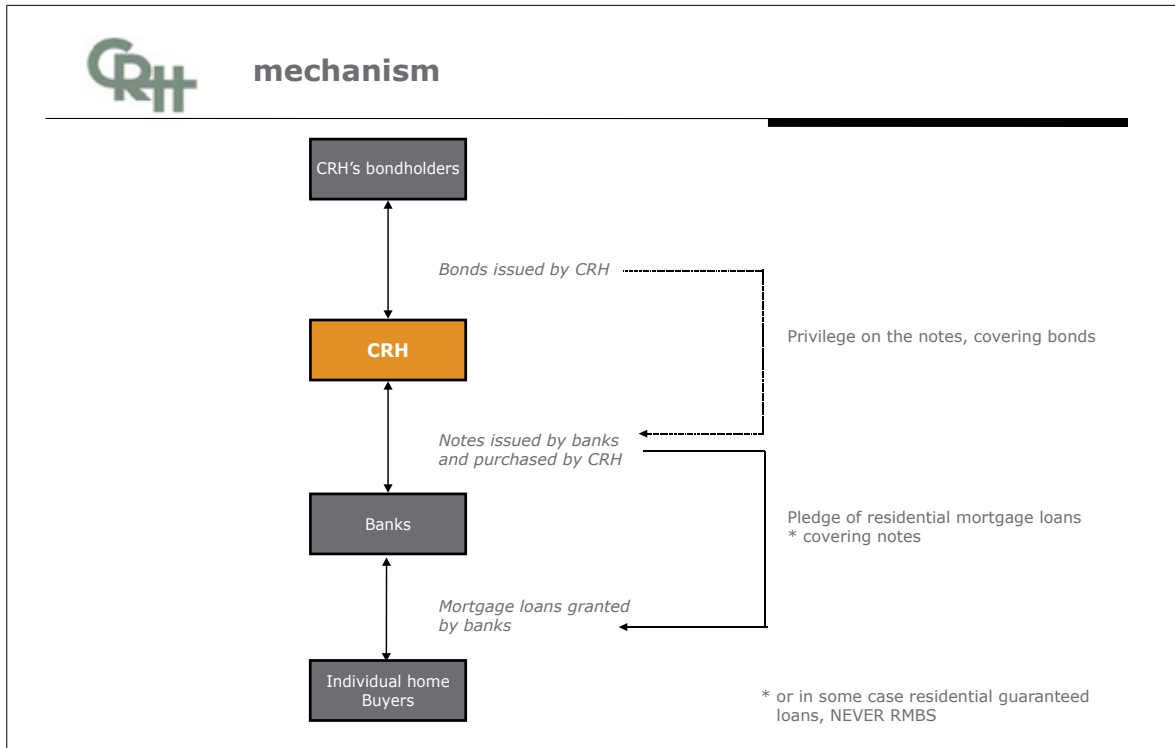 CRH
mechanism
CRH's bondholders
Bonds issued by CRH
CRH
Privilege on the notes, covering bonds
Notes issued by banks
and purchased by CRH
Banks
Pledge of residential mortgage loans
* covering notes
Mortgage loans granted
by banks
Individual home
Buyers
* or in some case residential guaranteed
loans, NEVER RMBS